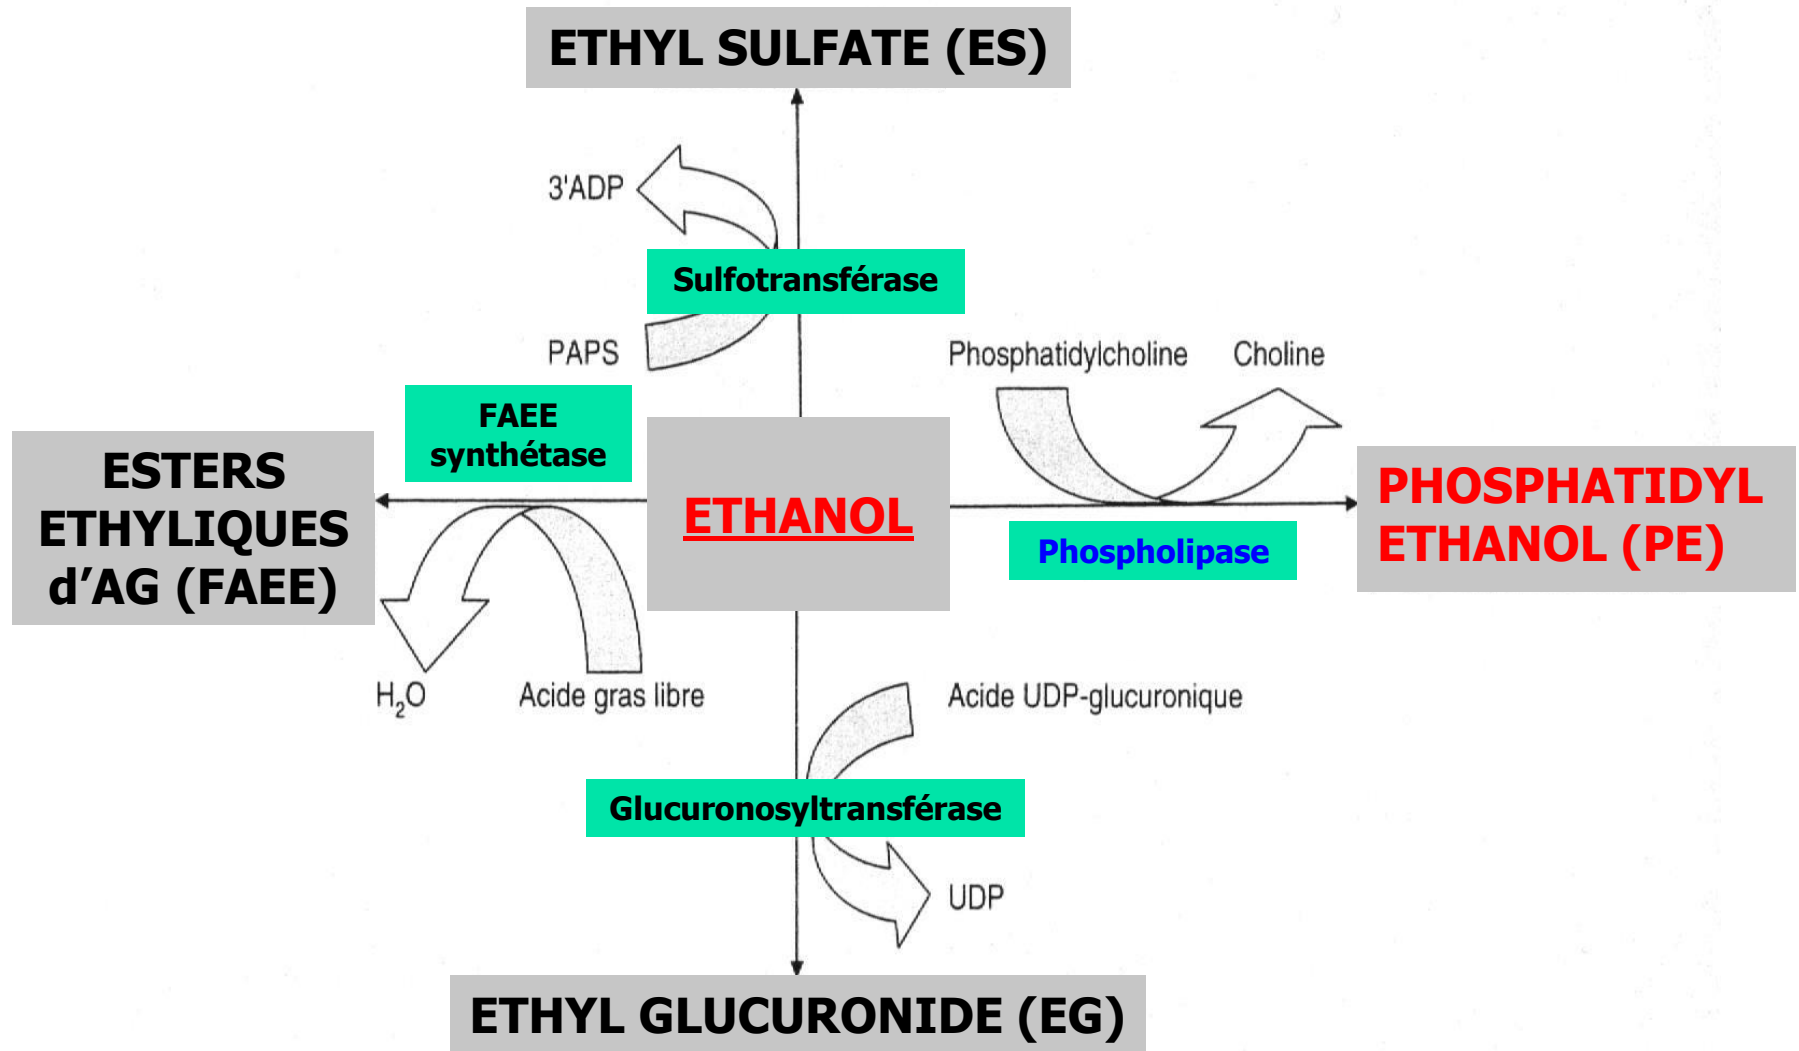 ETHYL SULFATE (ES)
3'ADP
Sulfotransférase
PAPS
Phosphatidylcholine
Choline
FAEE
synthétase
ESTERS
ETHYLIQUES
d’AG (FAEE)
ETHANOL
PHOSPHATIDYL
ETHANOL (PE)
Phospholipase
H₂O
Acide gras libre
Acide UDP-glucuronique
Glucuronosyltransférase
UDP
ETHYL GLUCURONIDE (EG)